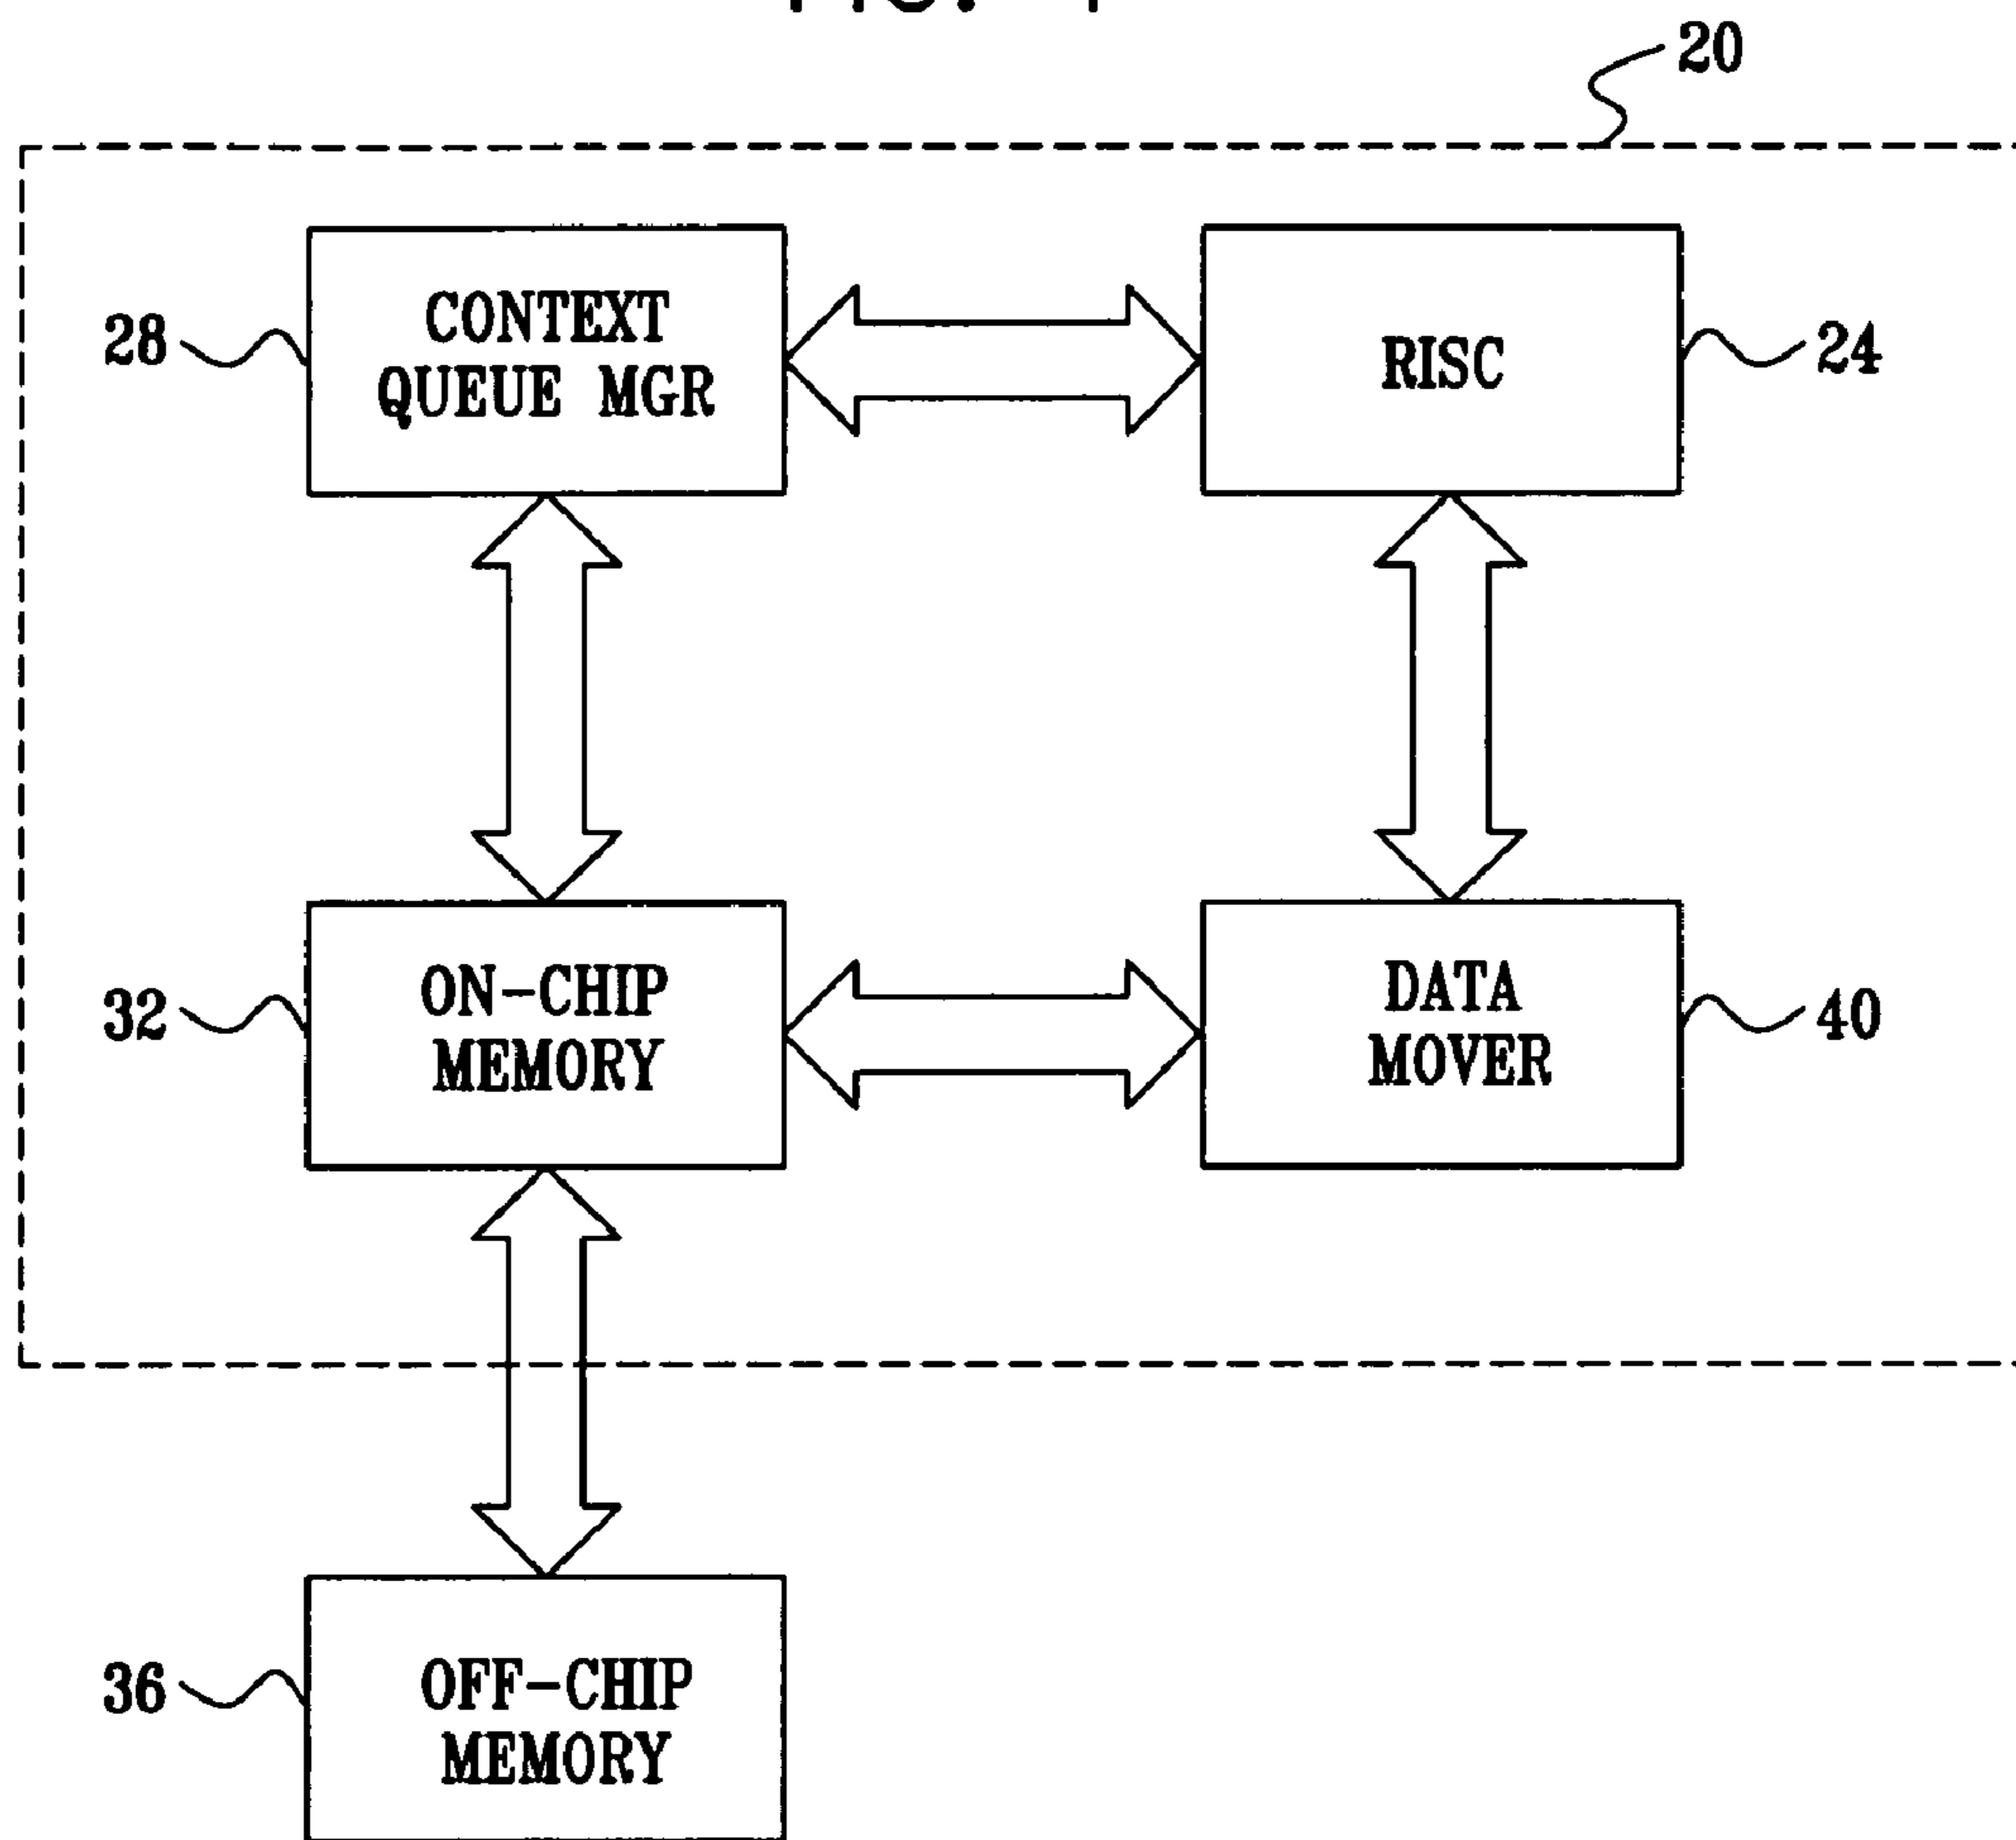 20
CONTEXT
QUEUE MGR
28
RISC
24
ON-CHIP
MEMORY
32
DATA
MOVER
40
OFF-CHIP
MEMORY
36